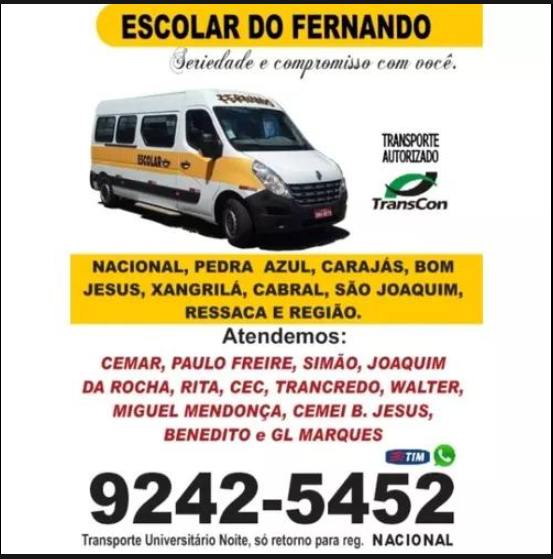 ESCOLAR DO FERNANDO
Seriedade e compromisso com você.
FERNANDO
ESCOLAR
TRANSPORTE
AUTORIZADO
TransCon
NACIONAL, PEDRA AZUL, CARAJÁS, BOM
JESUS, XANGRILÁ, CABRAL, SÃO JOAQUIM,
RESSACA E REGIÃO.
Atendemos:
CEMAR, PAULO FREIRE, SIMÃO, JOAQUIM
DA ROCHA, RITA, CEC, TRANCREDO, WALTER,
MIGUEL MENDONÇA, CEMEI B. JESUS,
BENEDITO e GL MARQUES
TIM
9242-5452
Transporte Universitário Noite, só retorno para reg. NACIONAL